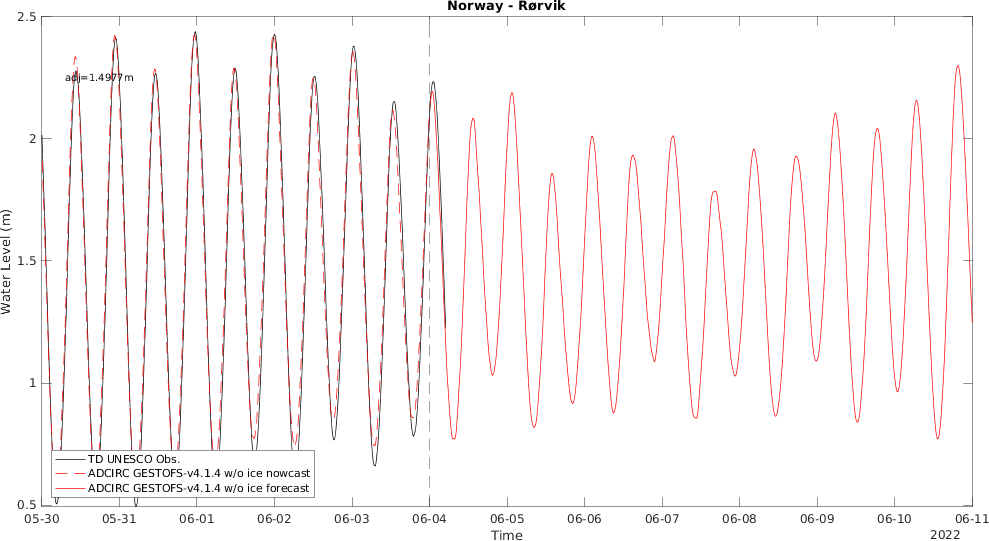 Norway - Rørvik
2.5
2
1.5
1
0.5
Water Level (m)
adj=1.4977m
TD UNESCO Obs.
ADCIRC GESTOFS-v4.1.4 w/o ice nowcast
ADCIRC GESTOFS-v4.1.4 w/o ice forecast
05-30 05-31 06-01 06-02 06-03 06-04 06-05 06-06 06-07 06-08 06-09 06-10 06-11
Time
2022